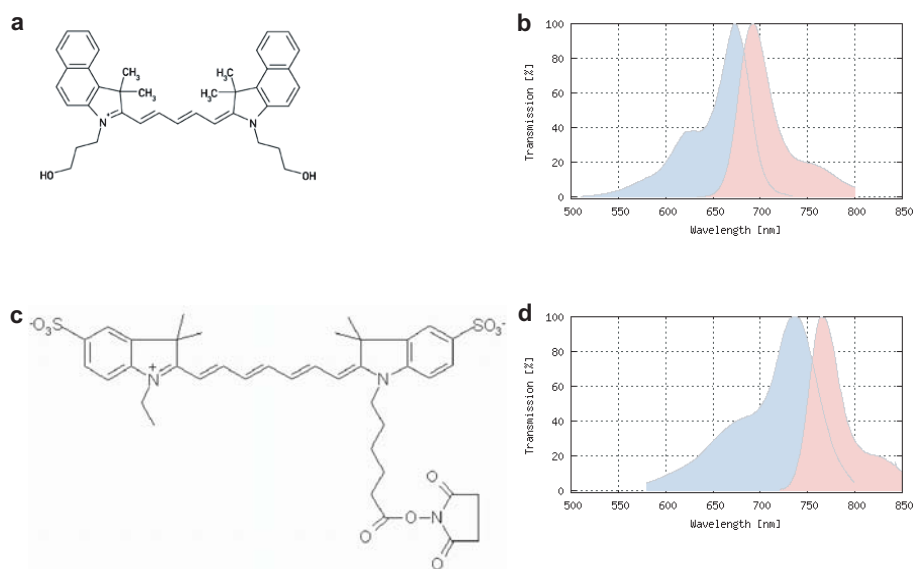 a
H₃C
CH₃
CH₃
H₃C
N⁺
N
HO
OH
b
Transmission [%]
100
80
60
40
20
0
500 550 600 650 700 750 800 850
Wavelength [nm]
c
⁻O₃S
SO₃⁻
N
+
N
O
O
N
O
O
d
Transmission [%]
100
80
60
40
20
0
500 550 600 650 700 750 800 850
Wavelength [nm]